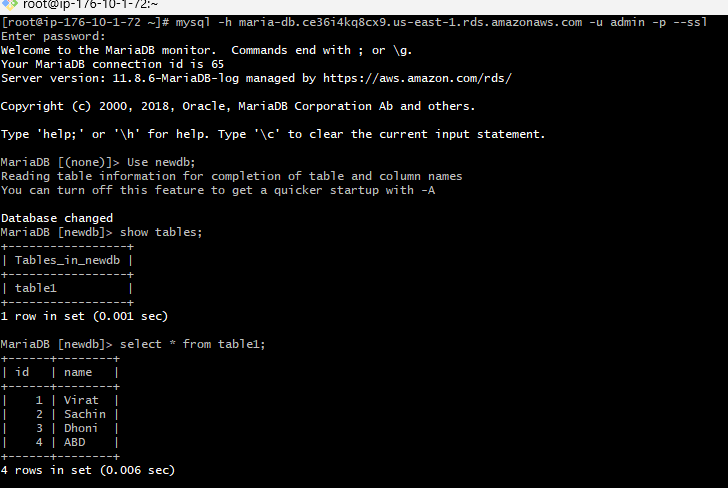 root@ip-176-10-1-72:~
[root@ip-176-10-1-72 ~]# mysql -h maria-db.ce36i4kq8cx9.us-east-1.rds.amazonaws.com -u admin -p --ssl
Enter password:
Welcome to the MariaDB monitor.  Commands end with ; or \g.
Your MariaDB connection id is 65
Server version: 11.8.6-MariaDB-log managed by https://aws.amazon.com/rds/

Copyright (c) 2000, 2018, Oracle, MariaDB Corporation Ab and others.

Type 'help;' or '\h' for help. Type '\c' to clear the current input statement.

MariaDB [(none)]> Use newdb;
Reading table information for completion of table and column names
You can turn off this feature to get a quicker startup with -A

Database changed
MariaDB [newdb]> show tables;
+-----------------+
| Tables_in_newdb |
+-----------------+
| table1          |
+-----------------+
1 row in set (0.001 sec)

MariaDB [newdb]> select * from table1;
+------+--------+
| id   | name   |
+------+--------+
|    1 | Virat  |
|    2 | Sachin |
|    3 | Dhoni  |
|    4 | ABD    |
+------+--------+
4 rows in set (0.006 sec)